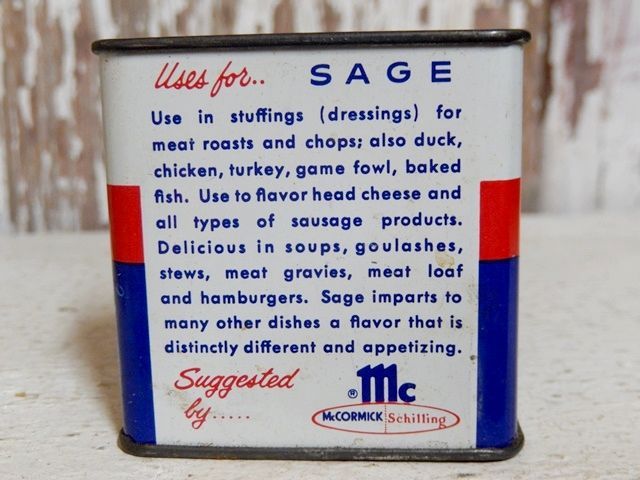 Uses for.. SAGE
Use in stuffings (dressings) for
meat roasts and chops; also duck,
chicken, turkey, game fowl, baked
fish. Use to flavor head cheese and
all types of sausage products.
Delicious in soups, goulashes,
stews, meat gravies, meat loaf
and hamburgers. Sage imparts to
many other dishes a flavor that is
distinctly different and appetizing.
Suggested
by.....
® Mc
McCORMICK Schilling